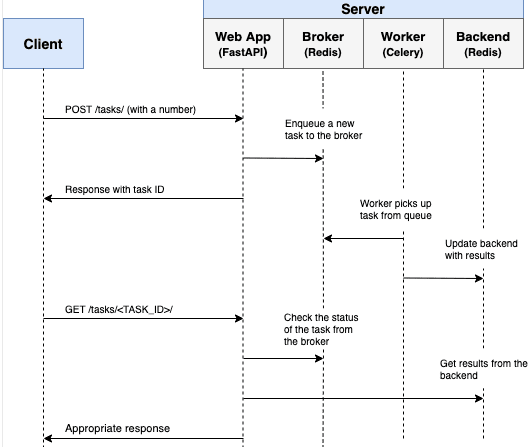 Server
Client
Web App
(FastAPI)
Broker
(Redis)
Worker
(Celery)
Backend
(Redis)
POST /tasks/ (with a number)
Enqueue a new
task to the broker
Response with task ID
Worker picks up
task from queue
Update backend
with results
GET /tasks/<TASK_ID>/
Check the status
of the task from
the broker
Get results from the
backend
Appropriate response